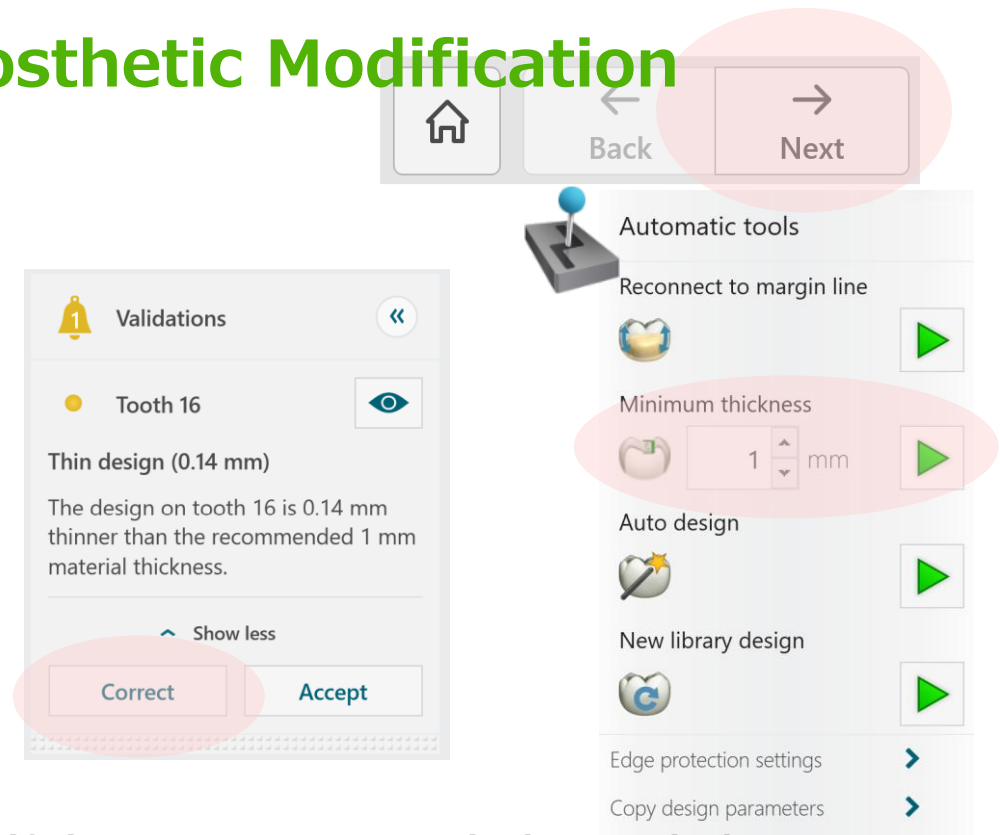 osthetic Modification
Back
Next
Automatic tools
Reconnect to margin line
Minimum thickness
1 mm
Auto design
New library design
Edge protection settings
Copy design parameters
1
Validations
Tooth 16
Thin design (0.14 mm)
The design on tooth 16 is 0.14 mm
thinner than the recommended 1 mm
material thickness.
Show less
Correct
Accept